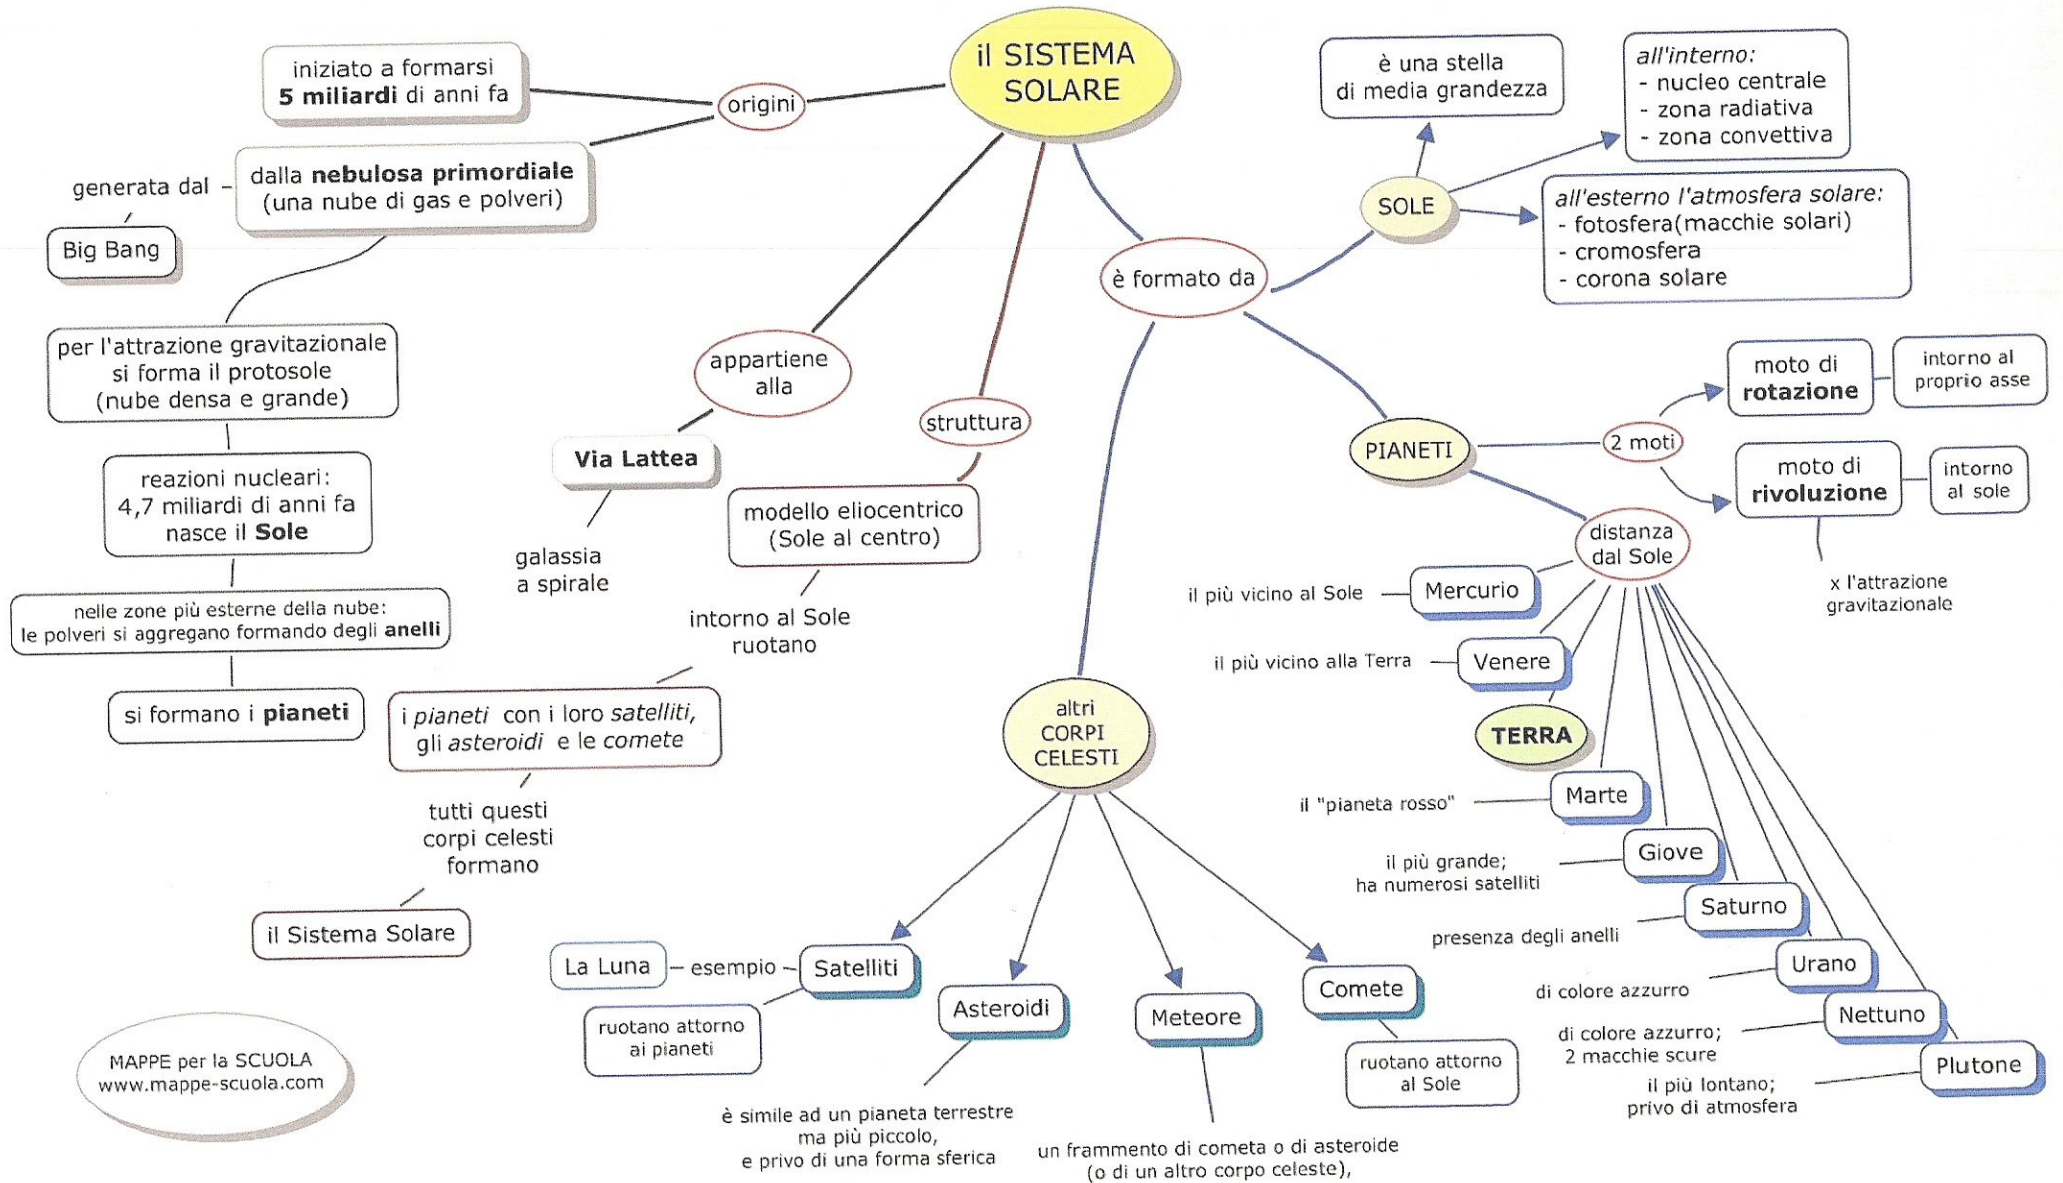 il SISTEMA
SOLARE
origini
iniziato a formarsi
5 miliardi di anni fa
dalla nebulosa primordiale
(una nube di gas e polveri)
generata dal
Big Bang
per l'attrazione gravitazionale
si forma il protosole
(nube densa e grande)
reazioni nucleari:
4,7 miliardi di anni fa
nasce il Sole
nelle zone più esterne della nube:
le polveri si aggregano formando degli anelli
si formano i pianeti
appartiene
alla
Via Lattea
galassia
a spirale
struttura
modello eliocentrico
(Sole al centro)
intorno al Sole
ruotano
i pianeti con i loro satelliti,
gli asteroidi e le comete
tutti questi
corpi celesti
formano
il Sistema Solare
è formato da
SOLE
è una stella
di media grandezza
all'interno:
- nucleo centrale
- zona radiativa
- zona convettiva
all'esterno l'atmosfera solare:
- fotosfera(macchie solari)
- cromosfera
- corona solare
PIANETI
2 moti
moto di
rotazione
intorno al
proprio asse
moto di
rivoluzione
intorno
al sole
x l'attrazione
gravitazionale
distanza
dal Sole
il più vicino al Sole
Mercurio
il più vicino alla Terra
Venere
TERRA
il "pianeta rosso"
Marte
il più grande;
ha numerosi satelliti
Giove
presenza degli anelli
Saturno
di colore azzurro
Urano
di colore azzurro;
2 macchie scure
Nettuno
il più lontano;
privo di atmosfera
Plutone
altri
CORPI
CELESTI
La Luna
esempio
Satelliti
ruotano attorno
ai pianeti
Asteroidi
è simile ad un pianeta terrestre
ma più piccolo,
e privo di una forma sferica
Meteore
un frammento di cometa o di asteroide
(o di un altro corpo celeste),
Comete
ruotano attorno
al Sole
MAPPE per la SCUOLA
www.mappe-scuola.com